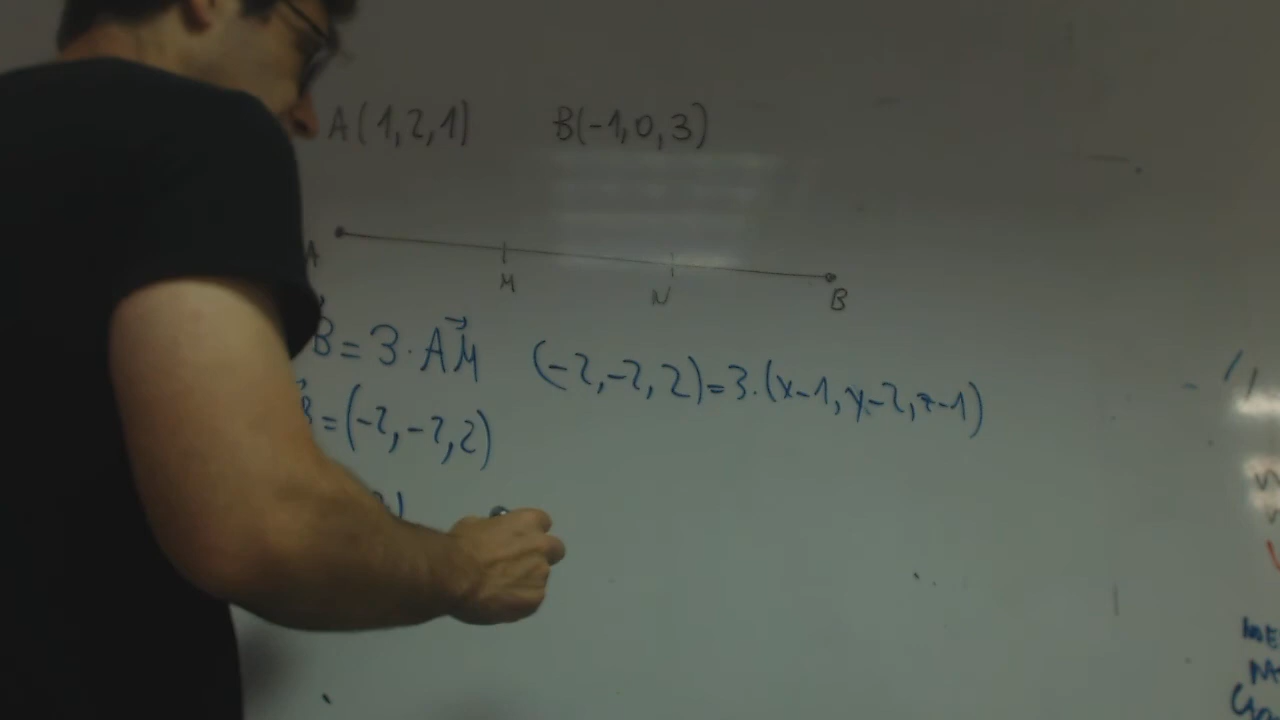 A(1,2,1) B(-1,0,3)
A M N B
B = 3·AM (-2,-2,2)=3·(x-1,y-2,z-1)
B = (-2,-2,2)